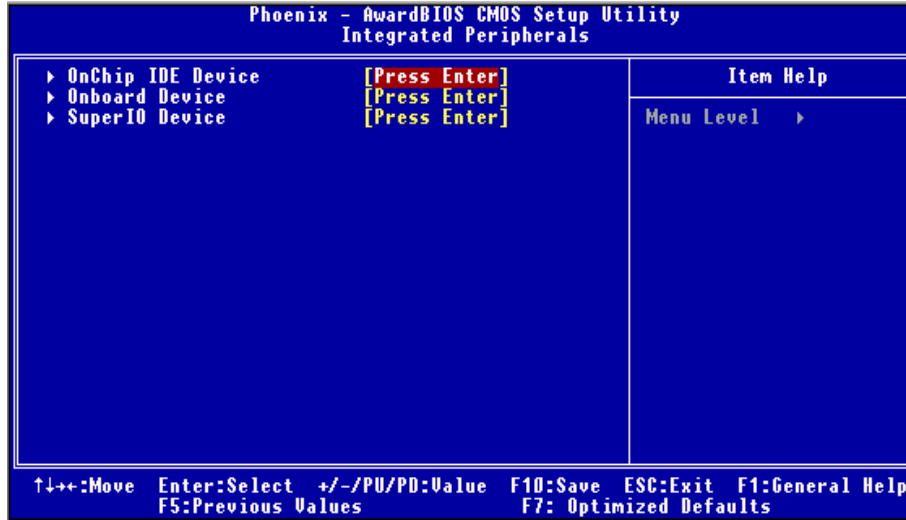 Phoenix - AwardBIOS CMOS Setup Utility
Integrated Peripherals
▸ OnChip IDE Device [Press Enter]
▸ Onboard Device [Press Enter]
▸ SuperIO Device [Press Enter]
Item Help
Menu Level ▸
↑↓→←:Move Enter:Select +/-/PU/PD:Value F10:Save ESC:Exit F1:General Help
F5:Previous Values F7: Optimized Defaults